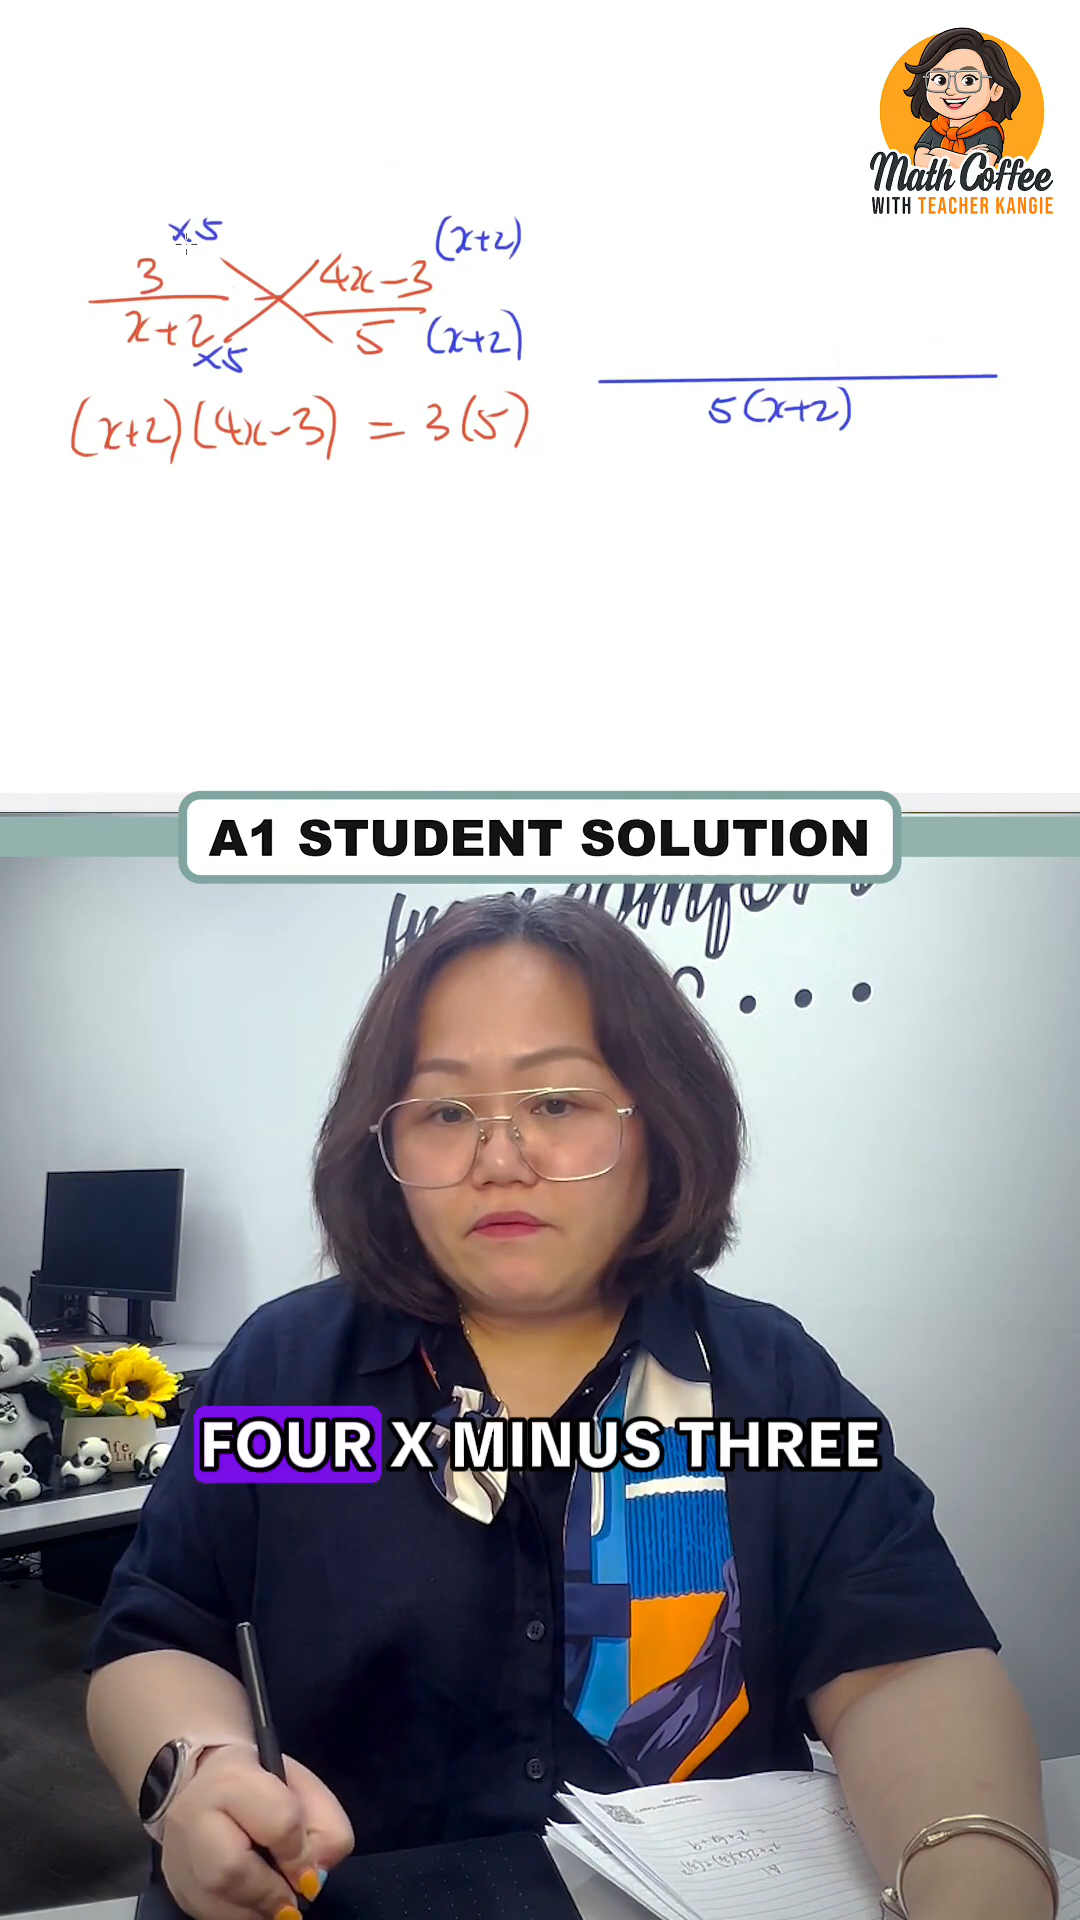 Math Coffee
WITH TEACHER KANGIE
×5 (x+2)
3 4x-3
x+2 5 (x+2)
×5
5(x+2)
(x+2)(4x-3) = 3(5)
A1 STUDENT SOLUTION
FOUR X MINUS THREE